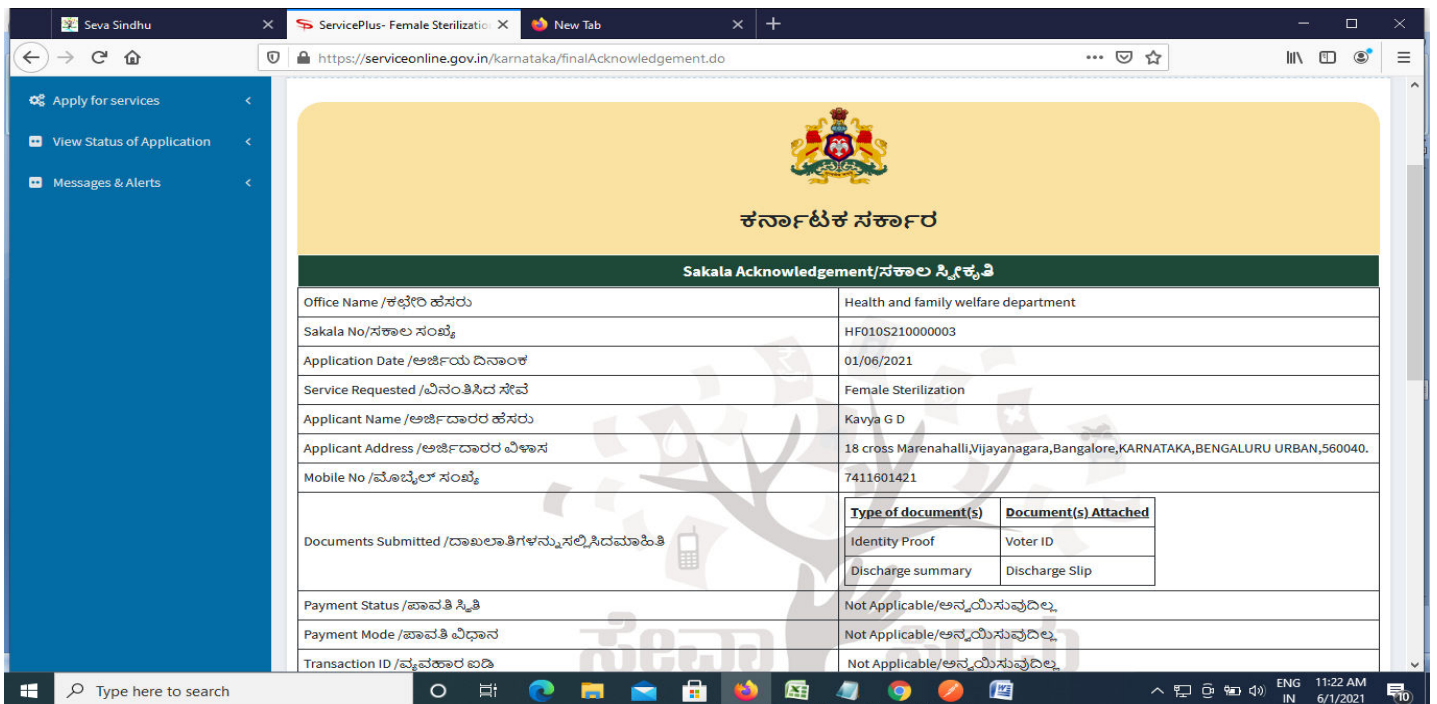 Seva Sindhu
ServicePlus- Female Sterilizatio
New Tab
https://serviceonline.gov.in/karnataka/finalAcknowledgement.do
Apply for services
View Status of Application
Messages & Alerts
ಕರ್ನಾಟಕ ಸರ್ಕಾರ
Sakala Acknowledgement/ಸಕಾಲ ಸ್ವೀಕೃತಿ
Office Name /ಕಛೇರಿ ಹೆಸರು Health and family welfare department
Sakala No/ಸಕಾಲ ಸಂಖ್ಯೆ HF010S210000003
Application Date /ಅರ್ಜಿಯ ದಿನಾಂಕ 01/06/2021
Service Requested /ವಿನಂತಿಸಿದ ಸೇವೆ Female Sterilization
Applicant Name /ಅರ್ಜಿದಾರರ ಹೆಸರು Kavya G D
Applicant Address /ಅರ್ಜಿದಾರರ ವಿಳಾಸ 18 cross Marenahalli,Vijayanagara,Bangalore,KARNATAKA,BENGALURU URBAN,560040.
Mobile No /ಮೊಬೈಲ್ ಸಂಖ್ಯೆ 7411601421
Type of document(s) Document(s) Attached
Documents Submitted /ದಾಖಲಾತಿಗಳನ್ನು ಸಲ್ಲಿಸಿದಮಾಹಿತಿ Identity Proof Voter ID
Discharge summary Discharge Slip
Payment Status /ಪಾವತಿ ಸ್ಥಿತಿ Not Applicable/ಅನ್ವಯಿಸುವುದಿಲ್ಲ
Payment Mode /ಪಾವತಿ ವಿಧಾನ Not Applicable/ಅನ್ವಯಿಸುವುದಿಲ್ಲ
Transaction ID /ವ್ಯವಹಾರ ಐಡಿ Not Applicable/ಅನ್ವಯಿಸುವುದಿಲ್ಲ
ಸೇವಾ ಸಿಂಧು
Type here to search
ENG 11:22 AM
IN 6/1/2021
10